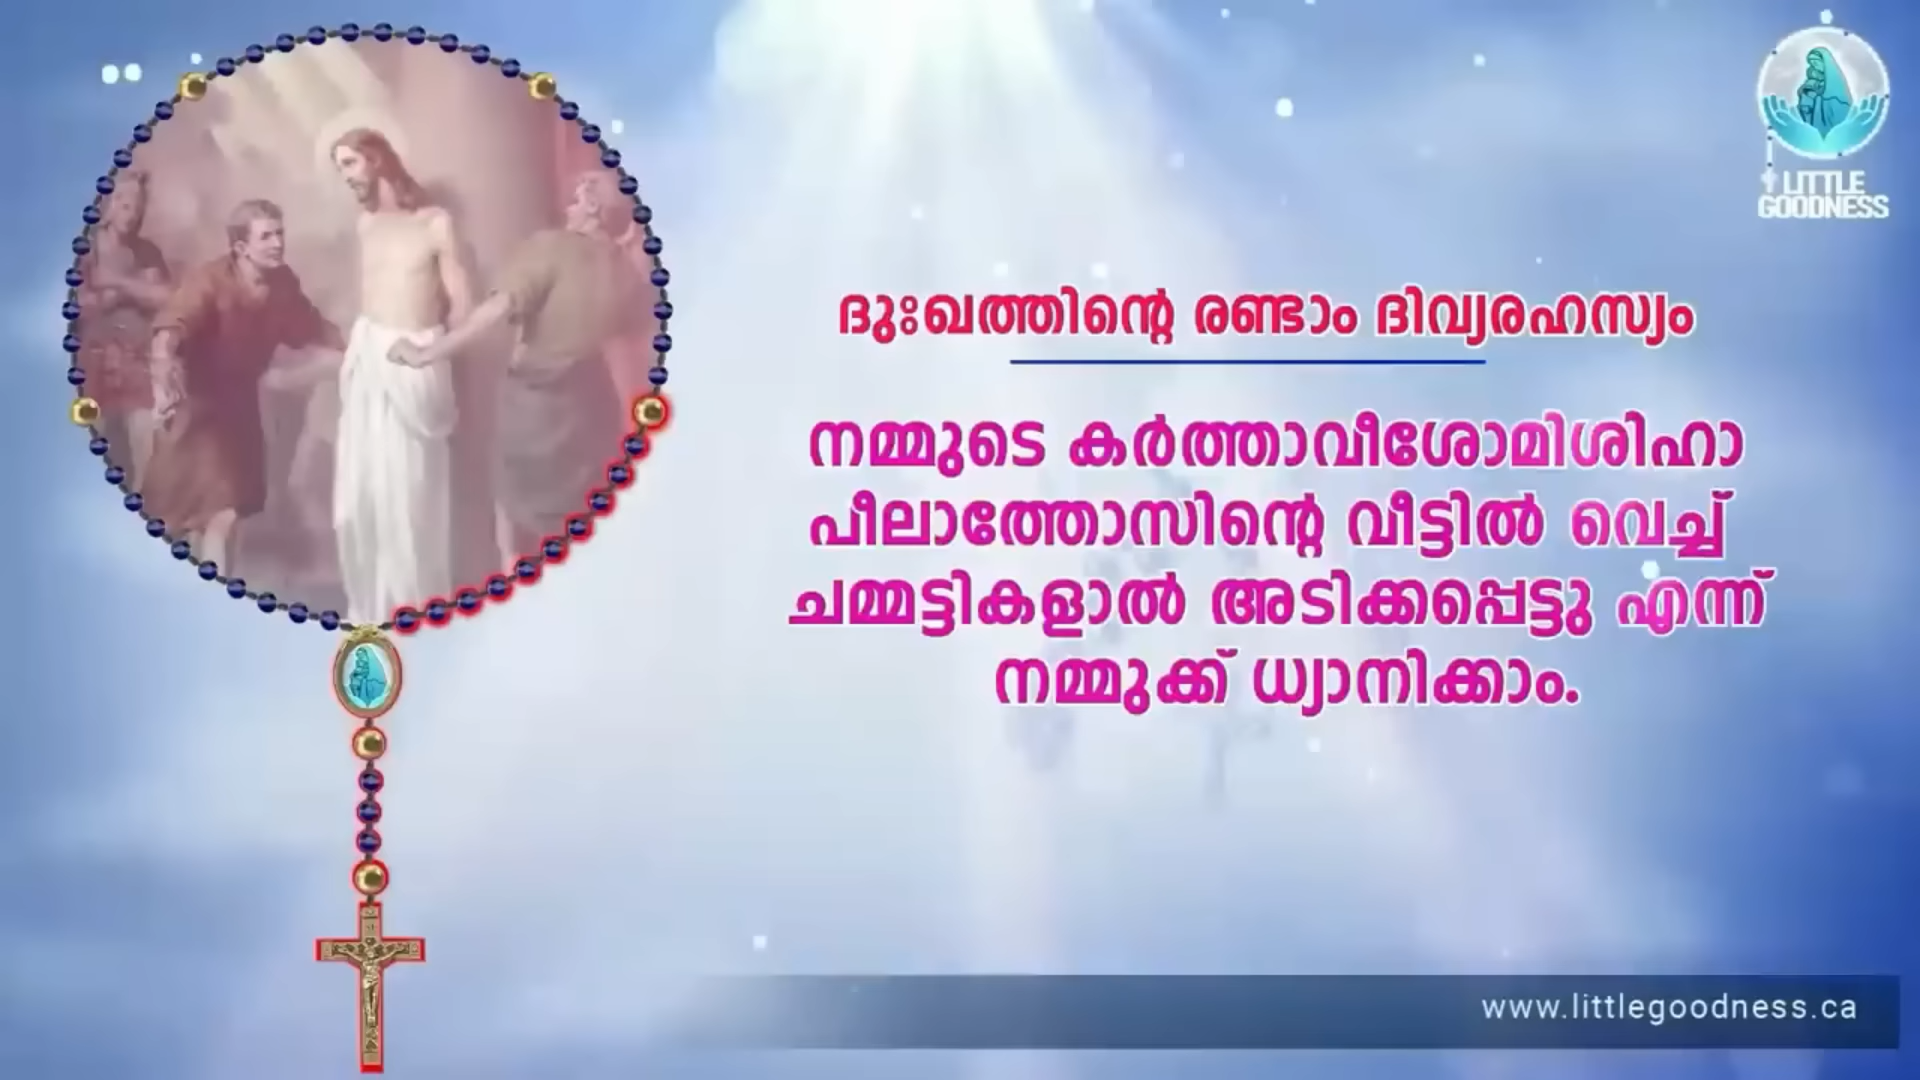 LITTLE
GOODNESS
ദുഃഖത്തിന്റെ രണ്ടാം ദിവ്യരഹസ്യം
നമ്മുടെ കർത്താവീശോമിശിഹാ
പീലാത്തോസിന്റെ വീട്ടിൽ വെച്ച്
ചമ്മട്ടികളാൽ അടിക്കപ്പെട്ടു എന്ന്
നമ്മുക്ക് ധ്യാനിക്കാം.
www.littlegoodness.ca